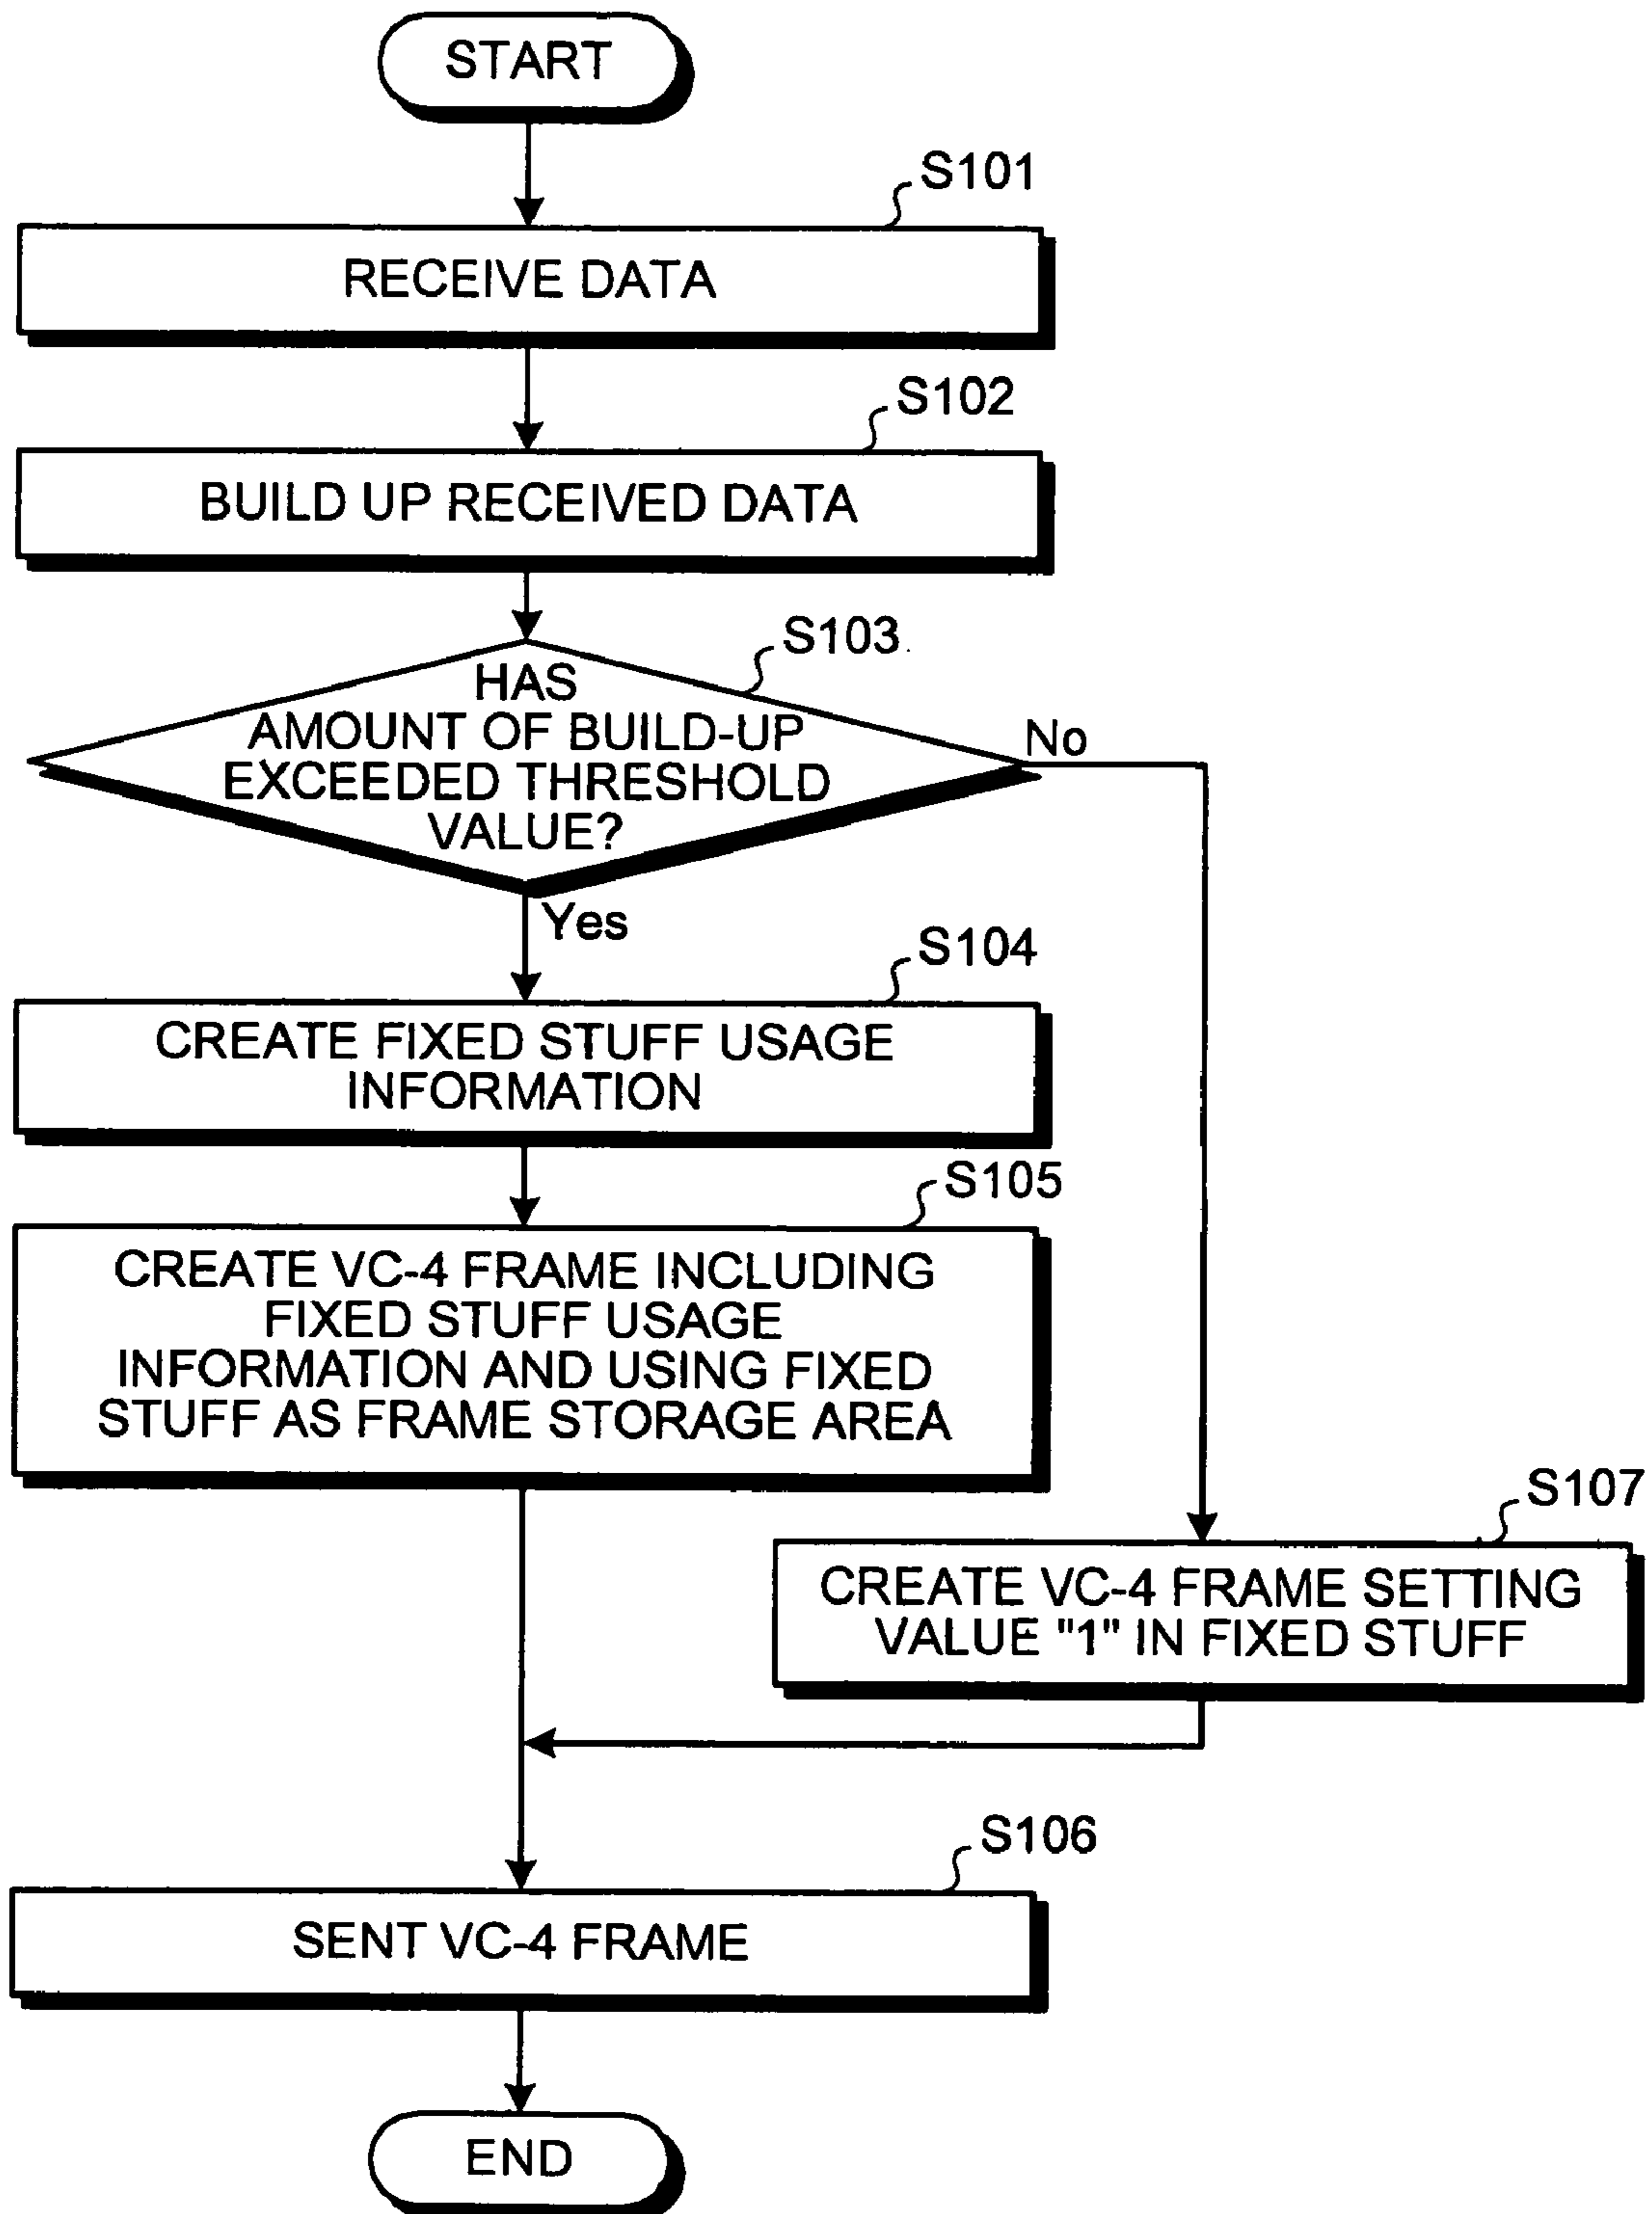 START
S101
RECEIVE DATA
S102
BUILD UP RECEIVED DATA
S103
HAS
AMOUNT OF BUILD-UP
EXCEEDED THRESHOLD
VALUE?
No
Yes
S104
CREATE FIXED STUFF USAGE
INFORMATION
S105
CREATE VC-4 FRAME INCLUDING
FIXED STUFF USAGE
INFORMATION AND USING FIXED
STUFF AS FRAME STORAGE AREA
S107
CREATE VC-4 FRAME SETTING
VALUE "1" IN FIXED STUFF
S106
SENT VC-4 FRAME
END